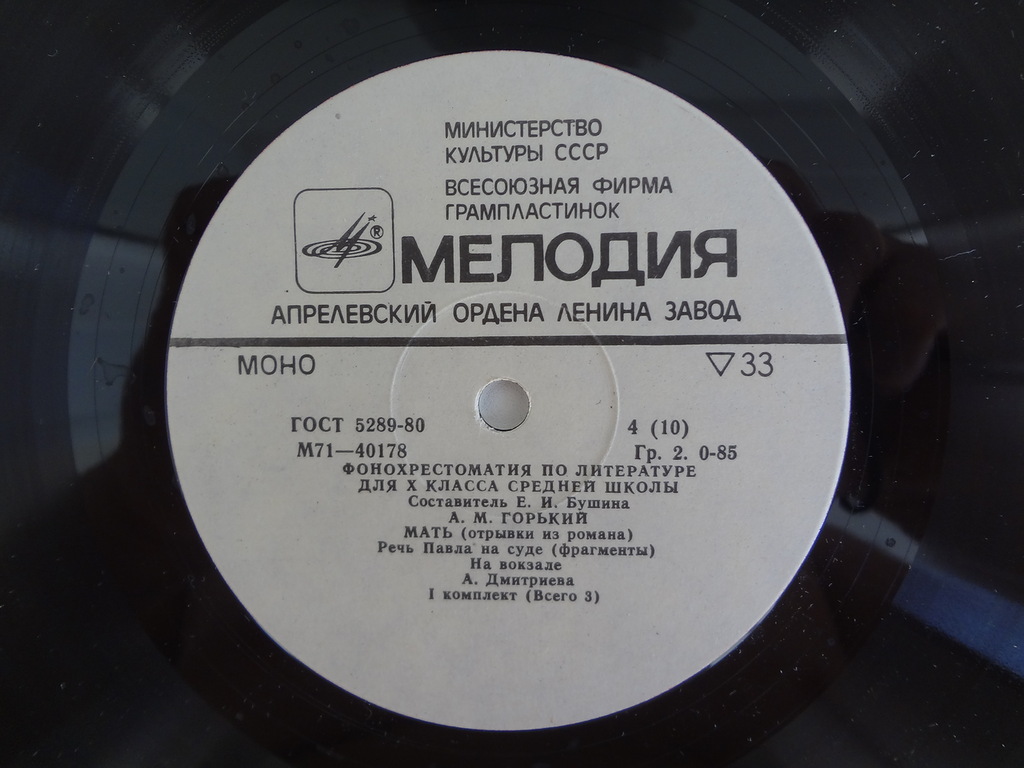 МИНИСТЕРСТВО
КУЛЬТУРЫ СССР
ВСЕСОЮЗНАЯ ФИРМА
ГРАМПЛАСТИНОК
®
МЕЛОДИЯ
АПРЕЛЕВСКИЙ ОРДЕНА ЛЕНИНА ЗАВОД
МОНО ▽33
ГОСТ 5289-80 4 (10)
М71—40178 Гр. 2. 0-85
ФОНОХРЕСТОМАТИЯ ПО ЛИТЕРАТУРЕ
ДЛЯ X КЛАССА СРЕДНЕЙ ШКОЛЫ
Составитель Е. И. Бушина
А. М. ГОРЬКИЙ
МАТЬ (отрывки из романа)
Речь Павла на суде (фрагменты)
На вокзале
А. Дмитриева
I комплект (Всего 3)